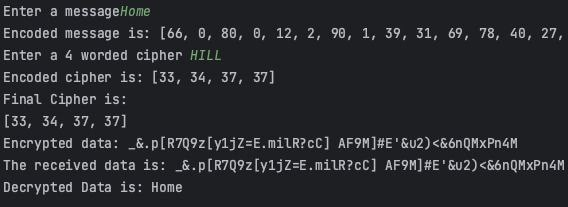 Enter a messageHome
Encoded message is: [66, 0, 80, 0, 12, 2, 90, 1, 39, 31, 69, 78, 40, 27,
Enter a 4 worded cipher HILL
Encoded cipher is: [33, 34, 37, 37]
Final Cipher is:
[33, 34, 37, 37]
Encrypted data: _&.p[R7Q9z[y1jZ=E.milR?cC] AF9M]#E'&u2)<&6nQMxPn4M
The received data is: _&.p[R7Q9z[y1jZ=E.milR?cC] AF9M]#E'&u2)<&6nQMxPn4M
Decrypted Data is: Home